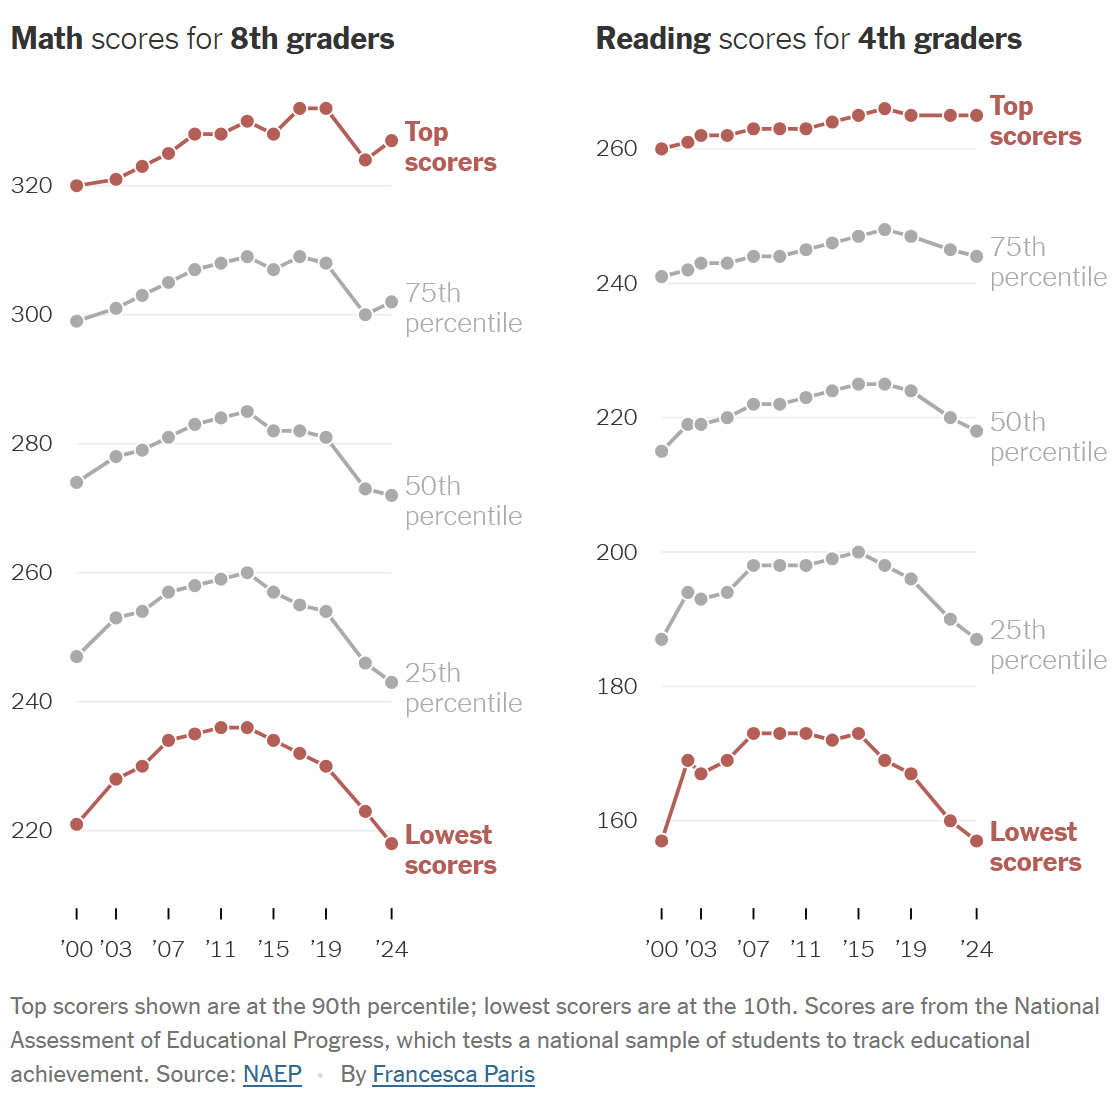 Math scores for 8th graders
Top
scorers
320
75th
percentile
300
280
50th
percentile
260
25th
percentile
240
220
Lowest
scorers
’00 ’03 ’07 ’11 ’15 ’19 ’24
Reading scores for 4th graders
Top
scorers
260
75th
percentile
240
220
50th
percentile
200
25th
percentile
180
160
Lowest
scorers
’00 ’03 ’07 ’11 ’15 ’19 ’24
Top scorers shown are at the 90th percentile; lowest scorers are at the 10th. Scores are from the National
Assessment of Educational Progress, which tests a national sample of students to track educational
achievement. Source: NAEP • By Francesca Paris